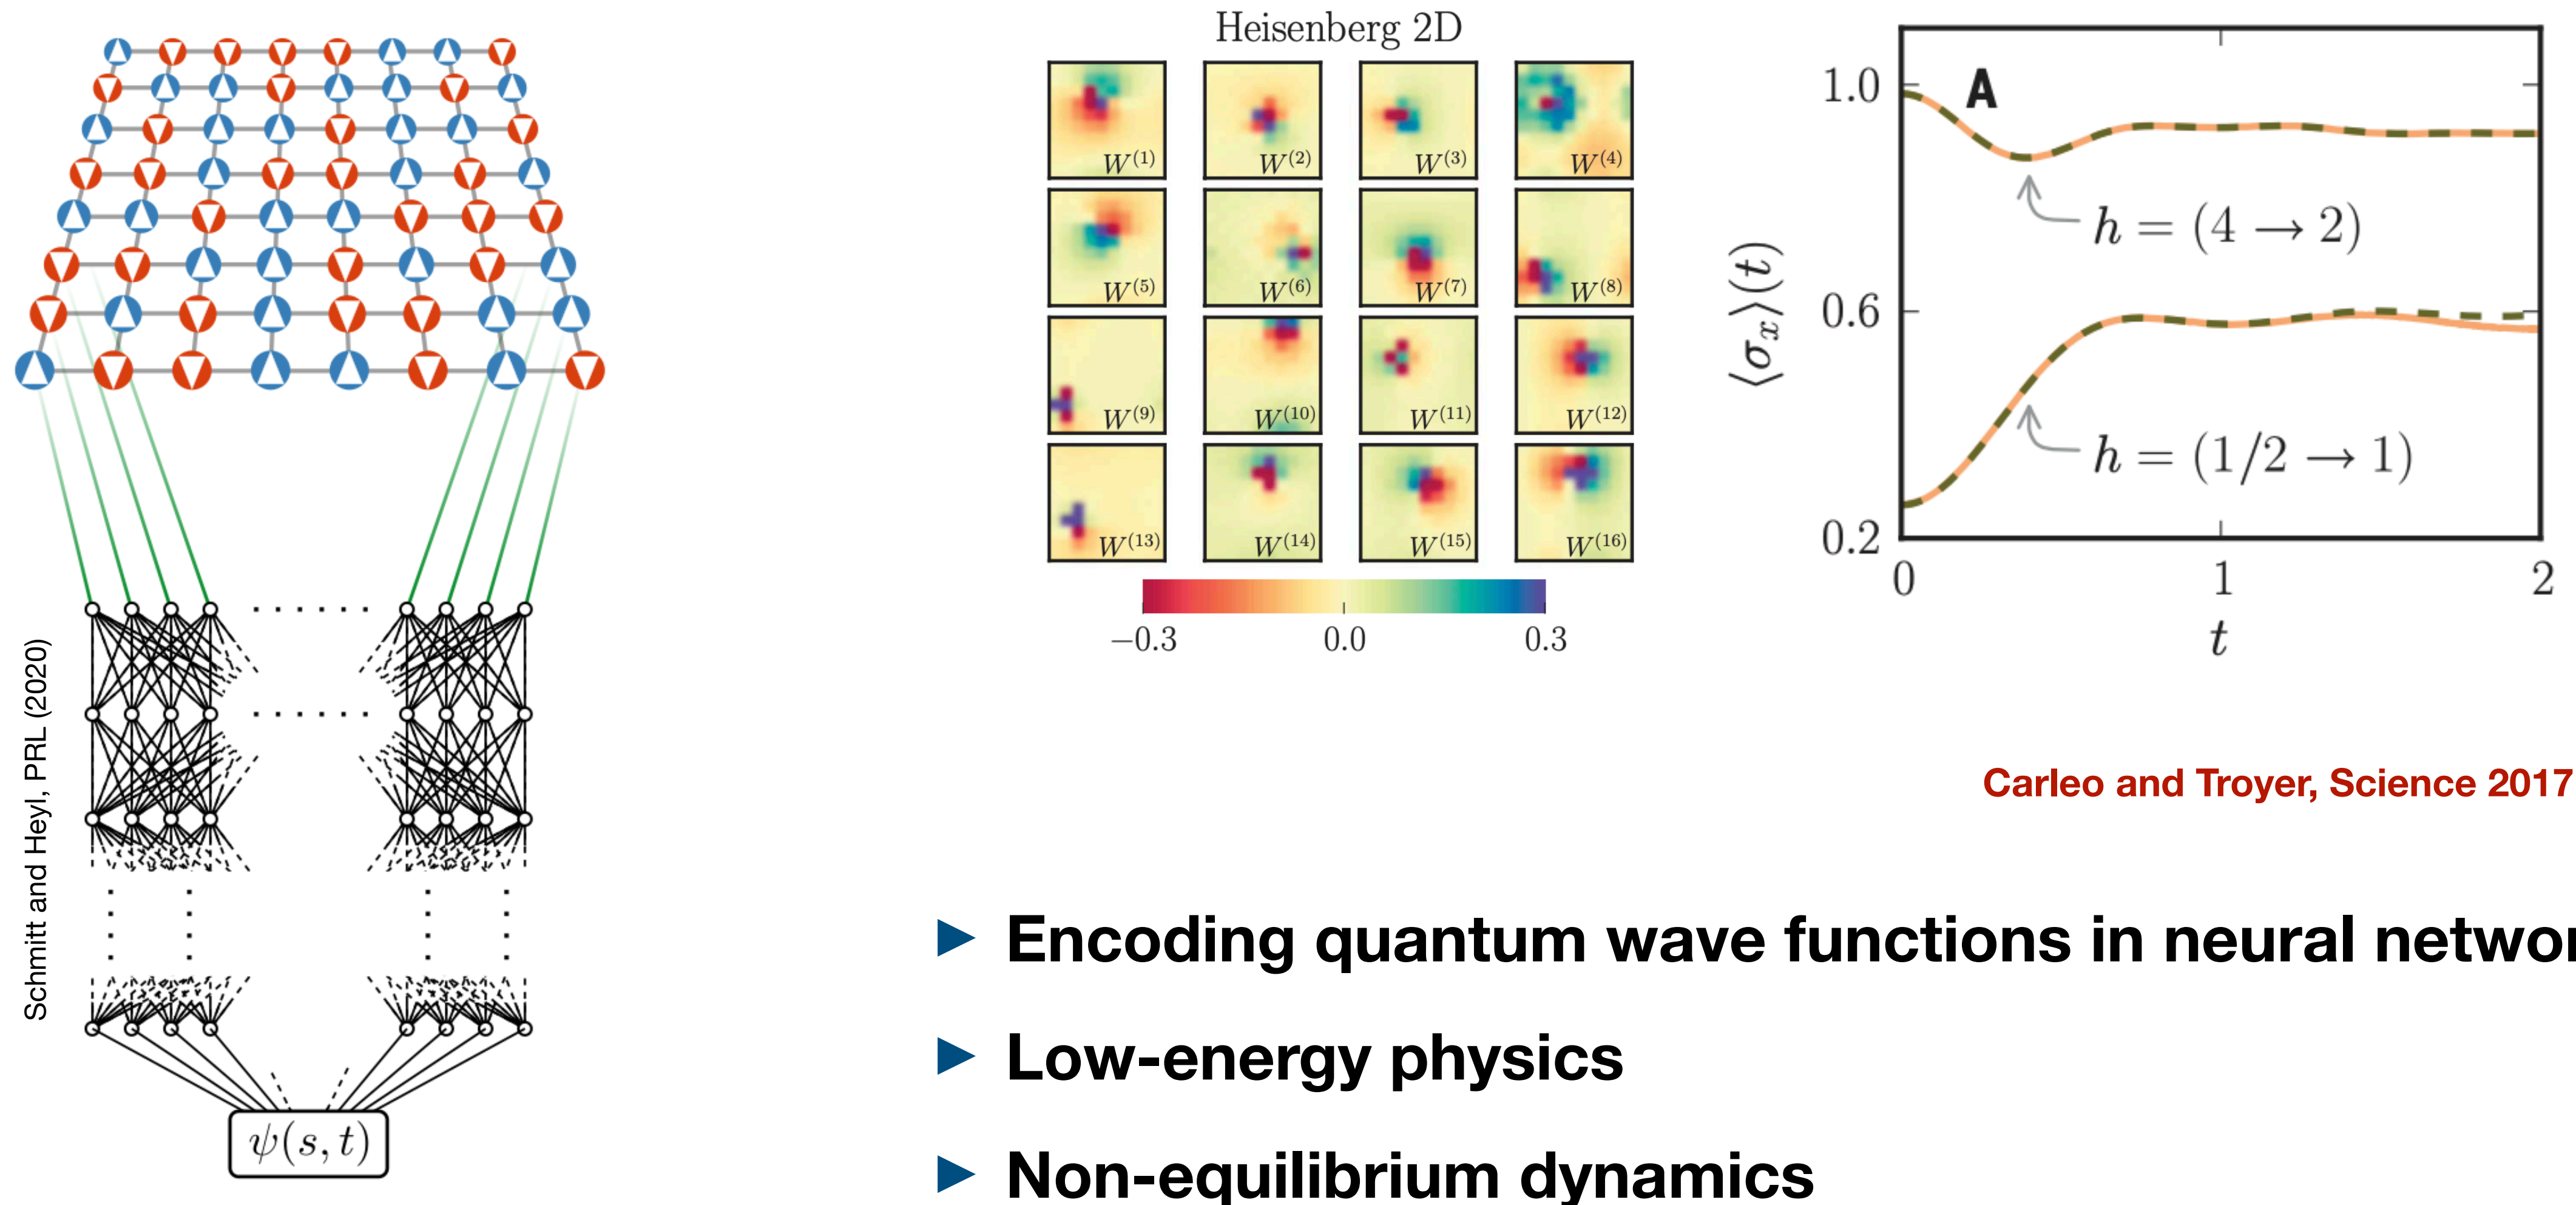 Schmitt and Heyl, PRL (2020)
ψ(s, t)
Heisenberg 2D
W(1) W(2) W(3) W(4)
W(5) W(6) W(7) W(8)
W(9) W(10) W(11) W(12)
W(13) W(14) W(15) W(16)
−0.3 0.0 0.3
⟨σx⟩(t)
1.0
0.6
0.2
A
h = (4 → 2)
h = (1/2 → 1)
0 1 2
t
Carleo and Troyer, Science 2017
► Encoding quantum wave functions in neural networ
► Low-energy physics
► Non-equilibrium dynamics